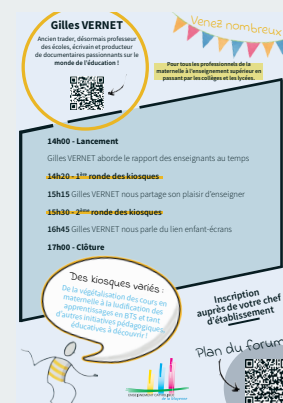 Gilles VERNET
Ancien trader, désormais professeur
des écoles, écrivain et producteur
de documentaires passionnants sur le
monde de l'éducation !
Venez nombreux
Pour tous les professionnels de la
maternelle à l'enseignement supérieur en
passant par les collèges et les lycées.
14h00 - Lancement
Gilles VERNET aborde le rapport des enseignants au temps
14h20 - 1ère ronde des kiosques
15h15 Gilles VERNET nous partage son plaisir d'enseigner
15h30 - 2ème ronde des kiosques
16h45 Gilles VERNET nous parle du lien enfant-écrans
17h00 - Clôture
Des kiosques variés :
De la végétalisation des cours en
maternelle à la ludification des
apprentissages en BTS et tant
d'autres initiatives pédagogiques,
éducatives à découvrir !
Inscription
auprès de votre chef
d'établissement
Plan du forum